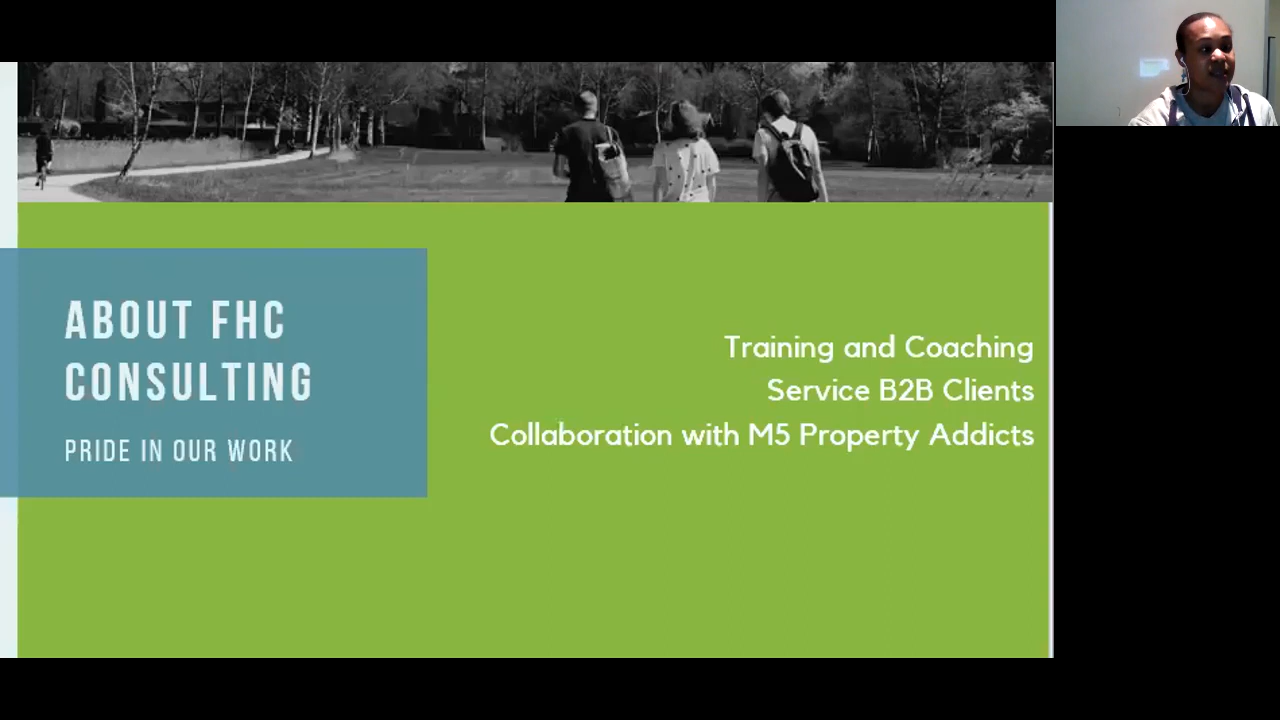 ABOUT FHC
CONSULTING
PRIDE IN OUR WORK
Training and Coaching
Service B2B Clients
Collaboration with M5 Property Addicts